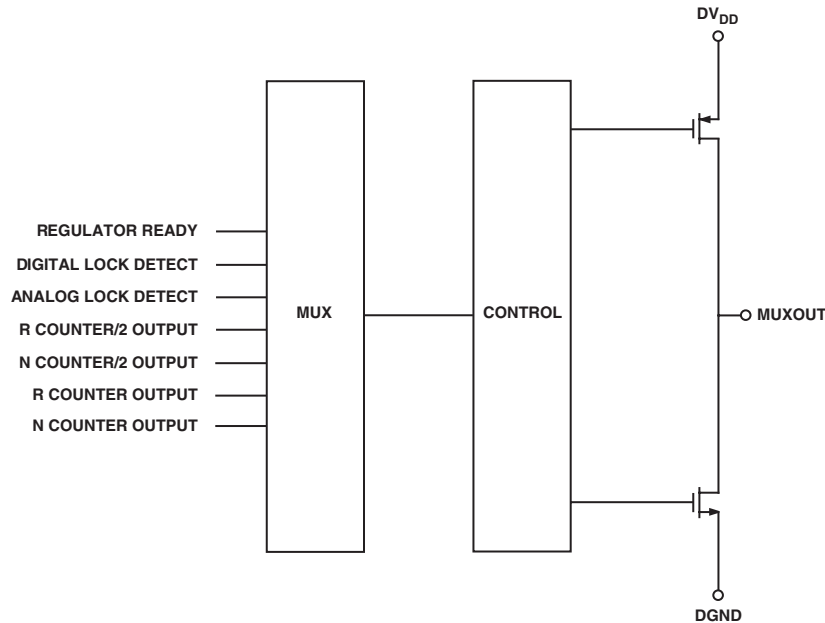 DVDD
REGULATOR READY
DIGITAL LOCK DETECT
ANALOG LOCK DETECT
R COUNTER/2 OUTPUT
N COUNTER/2 OUTPUT
R COUNTER OUTPUT
N COUNTER OUTPUT
MUX
CONTROL
MUXOUT
DGND